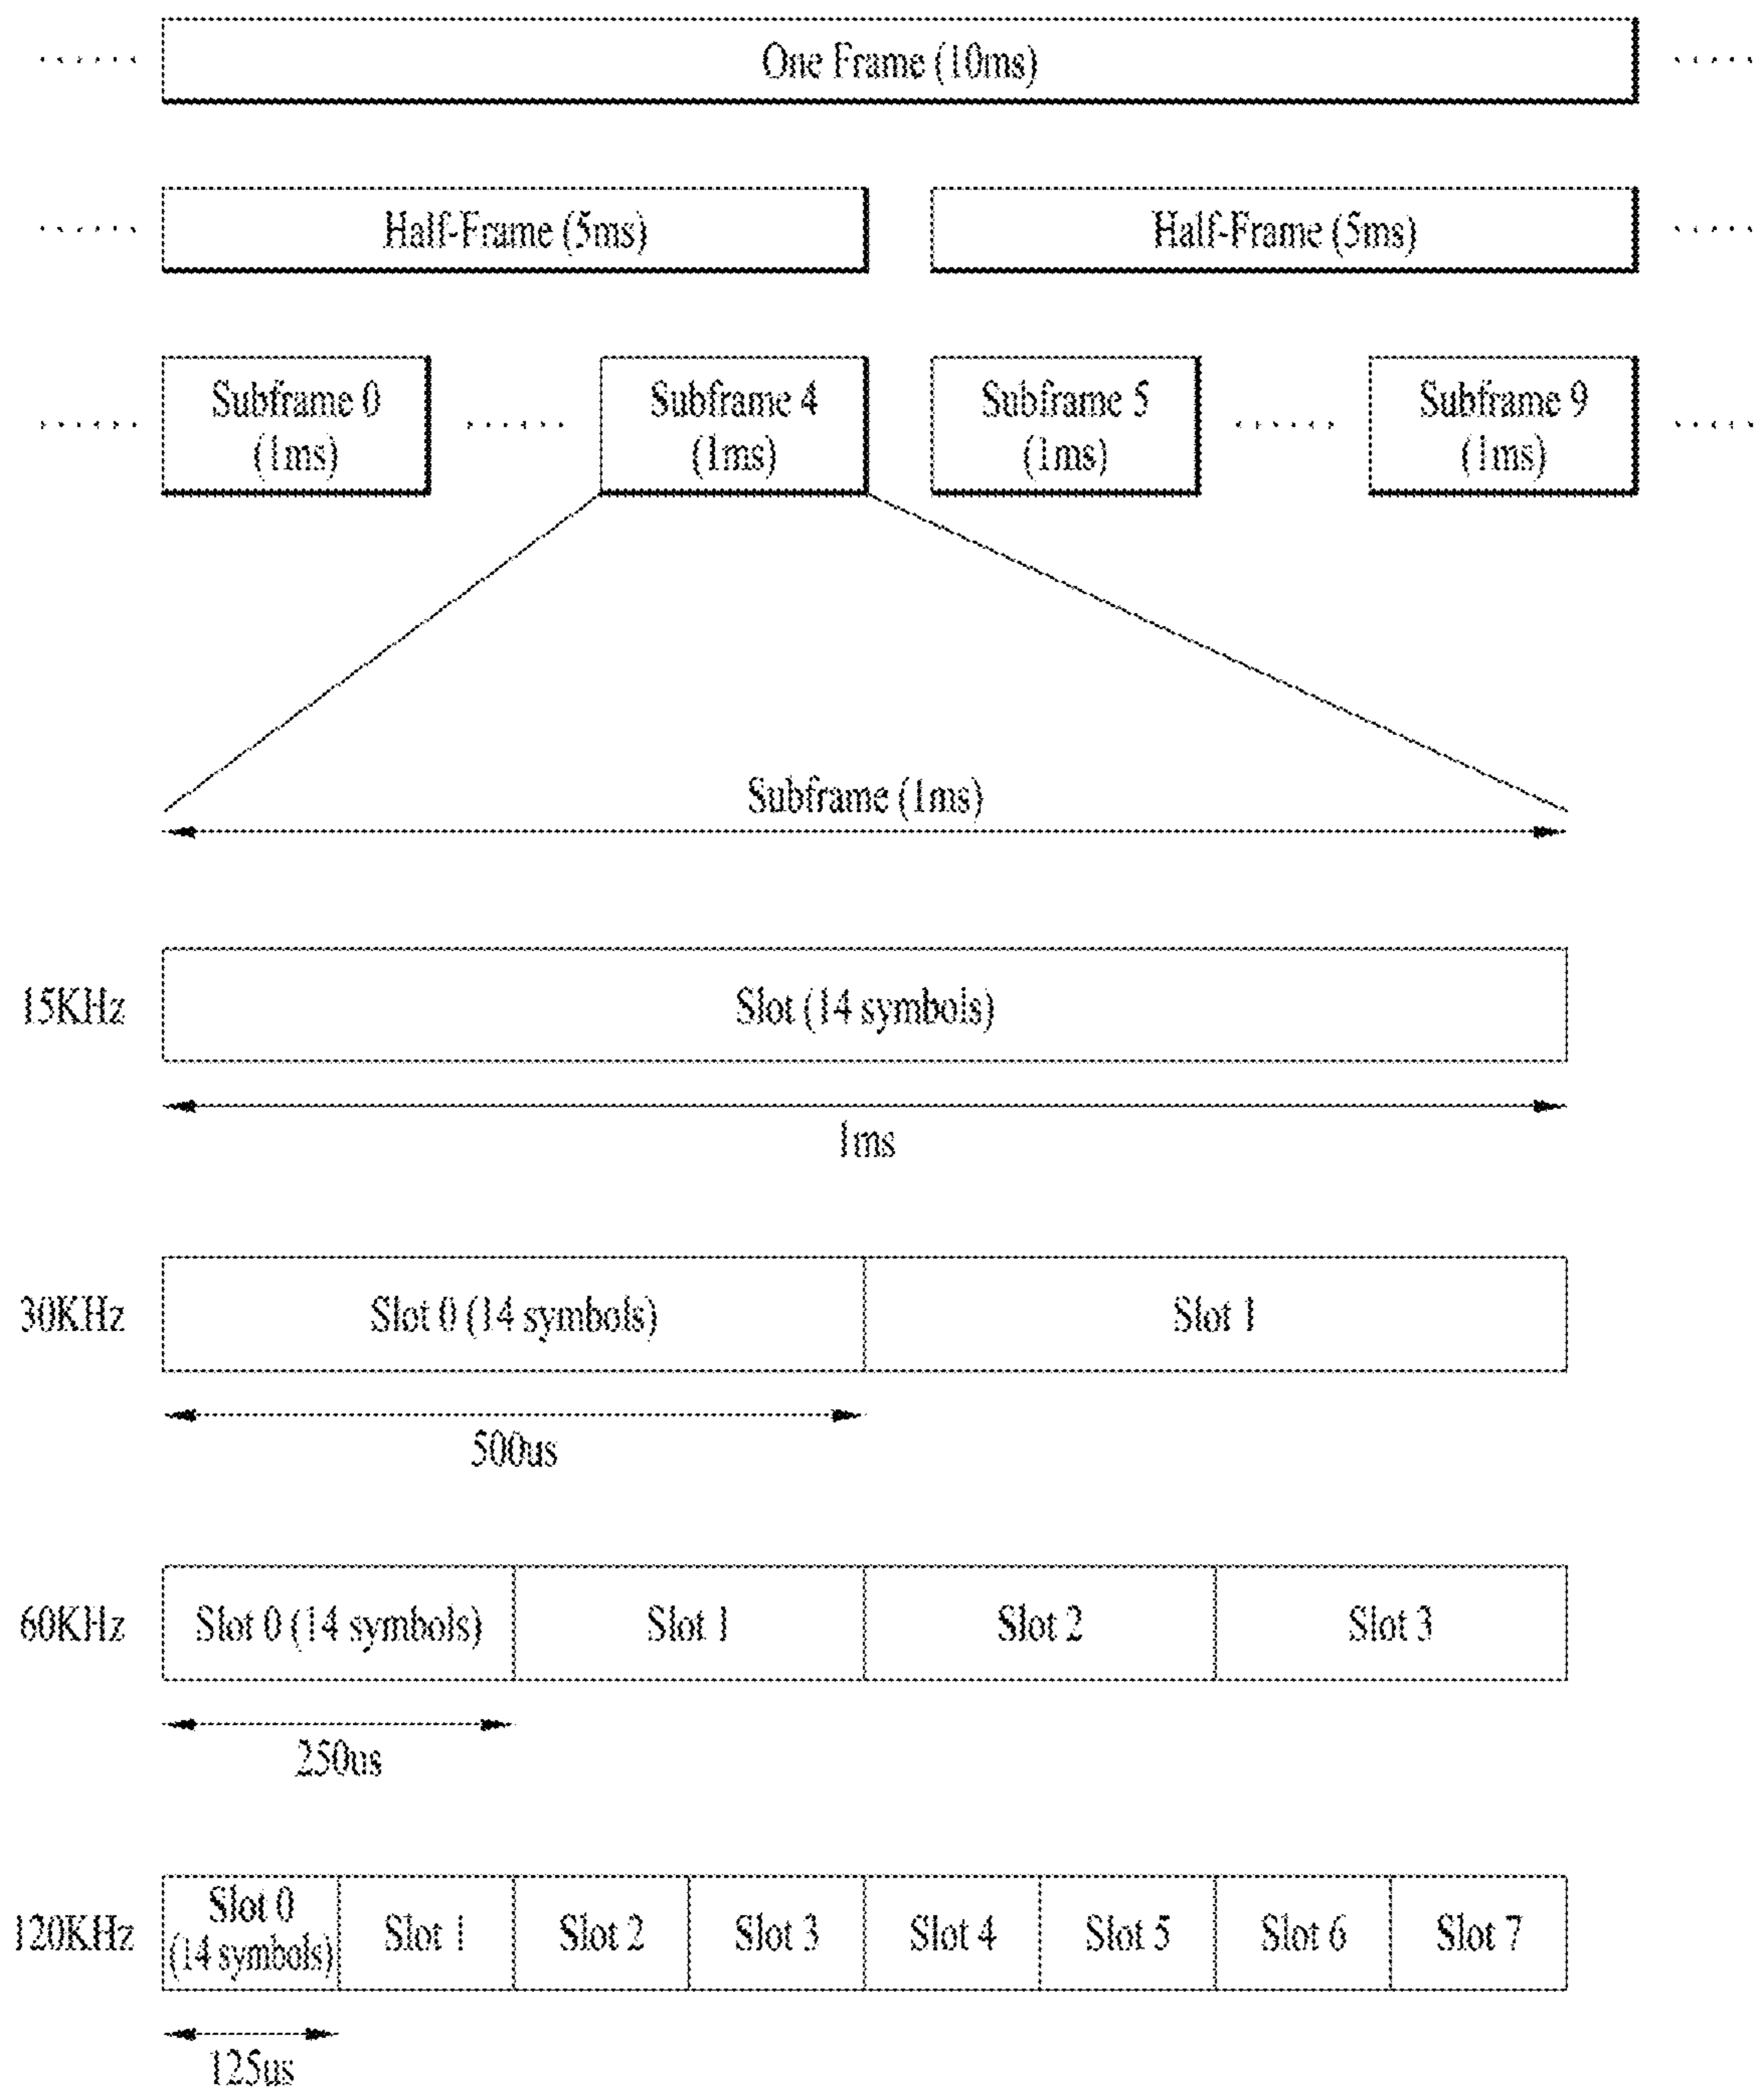 One Frame (10ms)
Half-Frame (5ms) Half-Frame (5ms)
Subframe 0 Subframe 4 Subframe 5 Subframe 9
(1ms) (1ms) (1ms) (1ms)
Subframe (1ms)
15KHz Slot (14 symbols)
1ms
30KHz Slot 0 (14 symbols) Slot 1
500us
60KHz Slot 0 (14 symbols) Slot 1 Slot 2 Slot 3
250us
120KHz Slot 0 (14 symbols) Slot 1 Slot 2 Slot 3 Slot 4 Slot 5 Slot 6 Slot 7
125us